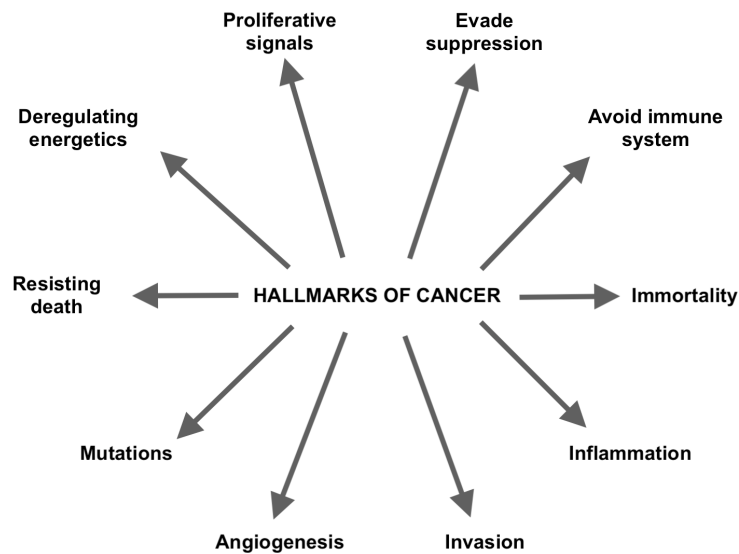 Proliferative
signals
Evade
suppression
Deregulating
energetics
Avoid immune
system
Resisting
death
HALLMARKS OF CANCER
Immortality
Mutations
Inflammation
Angiogenesis
Invasion